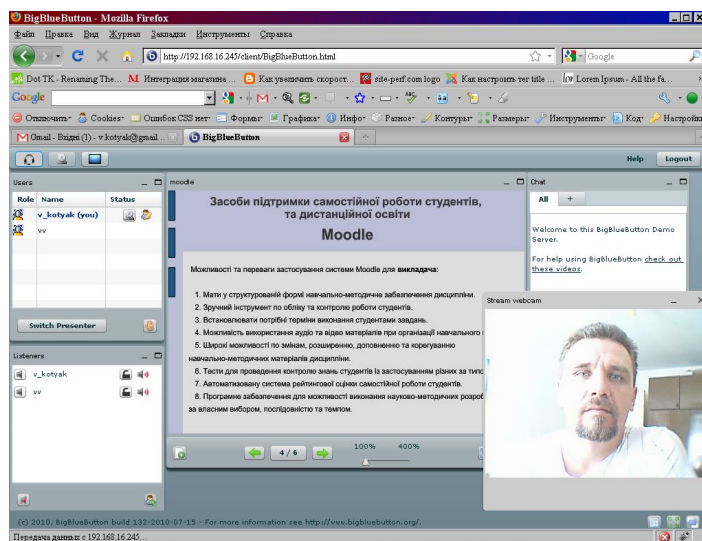 BigBlueButton - Mozilla Firefox
Файл Правка Вид Журнал Закладки Инструменты Справка
http://192.168.16.245/client/BigBlueButton.html
Google
Dot TK - Renaming The... Интеграция магазина ... Как увеличить скорост... site-perf.com logo Как настроить тег title ... Lorem Ipsum - All the fa...
Google
Отключить Cookies Ошибок CSS нет Формы Графика Инфо Разное Контуры Размеры Инструменты Код Настройки
Gmail - Вхідні (1) - v.kotyak@gmail... BigBlueButton
Help Logout
Users
Role Name Status
v_kotyak (you)
vv
Switch Presenter
Listeners
v_kotyak
vv
moodle
Засоби підтримки самостійної роботи студентів,
та дистанційної освіти
Moodle
Можливості та переваги застосування системи Moodle для викладача:
1. Мати у структурованій формі навчально-методичне забезпечення дисципліни.
2. Зручний інструмент по обліку та контролю роботи студентів.
3. Встановлювати потрібні терміни виконання студентами завдань.
4. Можливість використання аудіо та відео матеріалів при організації навчального
5. Широкі можливості по змінам, розширенню, доповненню та корегуванню
навчально-методичних матеріалів дисципліни.
6. Тести для проведення контролю знань студентів із застосуванням різних за типо
7. Автоматизовану система рейтингової оцінки самостійної роботи студентів.
8. Програмне забезпечення для можливості виконання науково-методичних розроб
за власним вибором, послідовністю та темпом.
4 / 6
100% 400%
Chat
All +
Welcome to this BigBlueButton Demo
Server.
For help using BigBlueButton check out
these videos.
Stream webcam
(c) 2010, BigBlueButton build 132-2010-07-15 - For more information see http://www.bigbluebutton.org/.
Передача данных с 192.168.16.245...